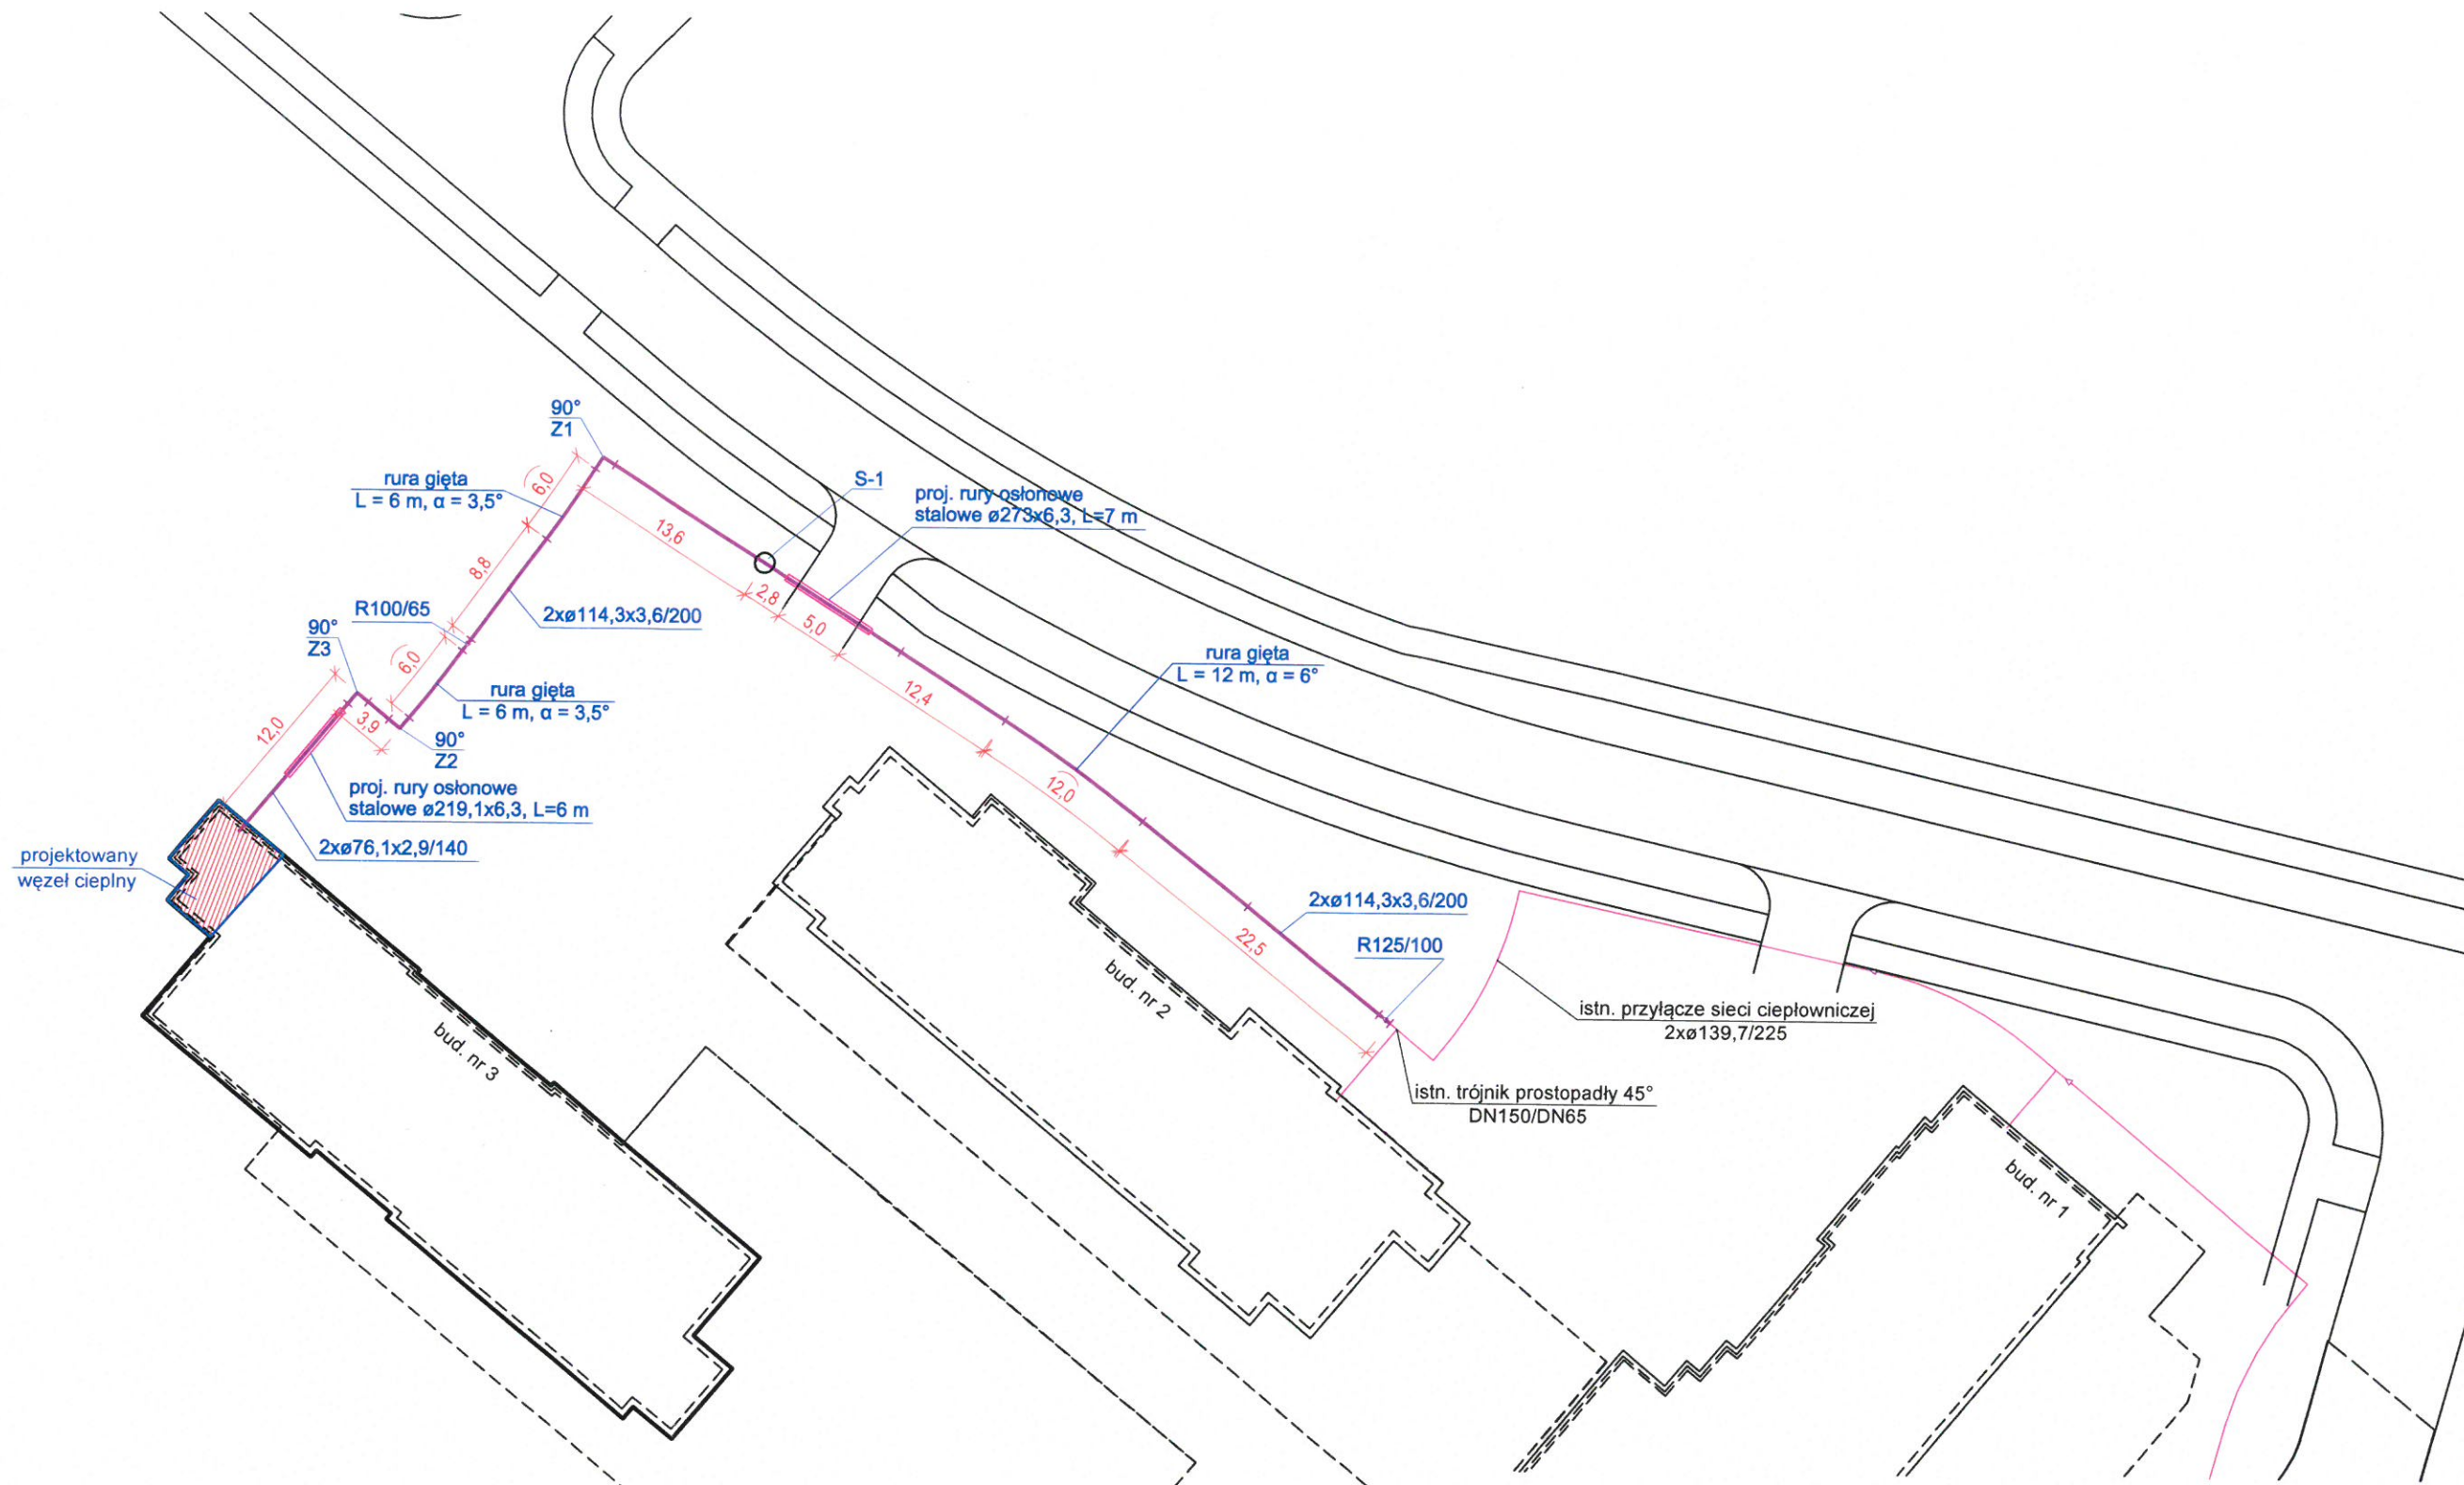 90°
Z1
rura gięta
L = 6 m, α = 3,5°
6,0
S-1
proj. rury osłonowe
stalowe ø273x6,3, L=7 m
13,6
8,8
2,8
5,0
R100/65
2xø114,3x3,6/200
90°
Z3
6,0
rura gięta
L = 12 m, α = 6°
rura gięta
L = 6 m, α = 3,5°
12,4
12,0
3,9
90°
Z2
proj. rury osłonowe
stalowe ø219,1x6,3, L=6 m
12,0
2xø76,1x2,9/140
projektowany
węzeł cieplny
2xø114,3x3,6/200
22,5
R125/100
bud. nr 2
istn. przyłącze sieci ciepłowniczej
2xø139,7/225
bud. nr 3
istn. trójnik prostopadły 45°
DN150/DN65
bud. nr 1